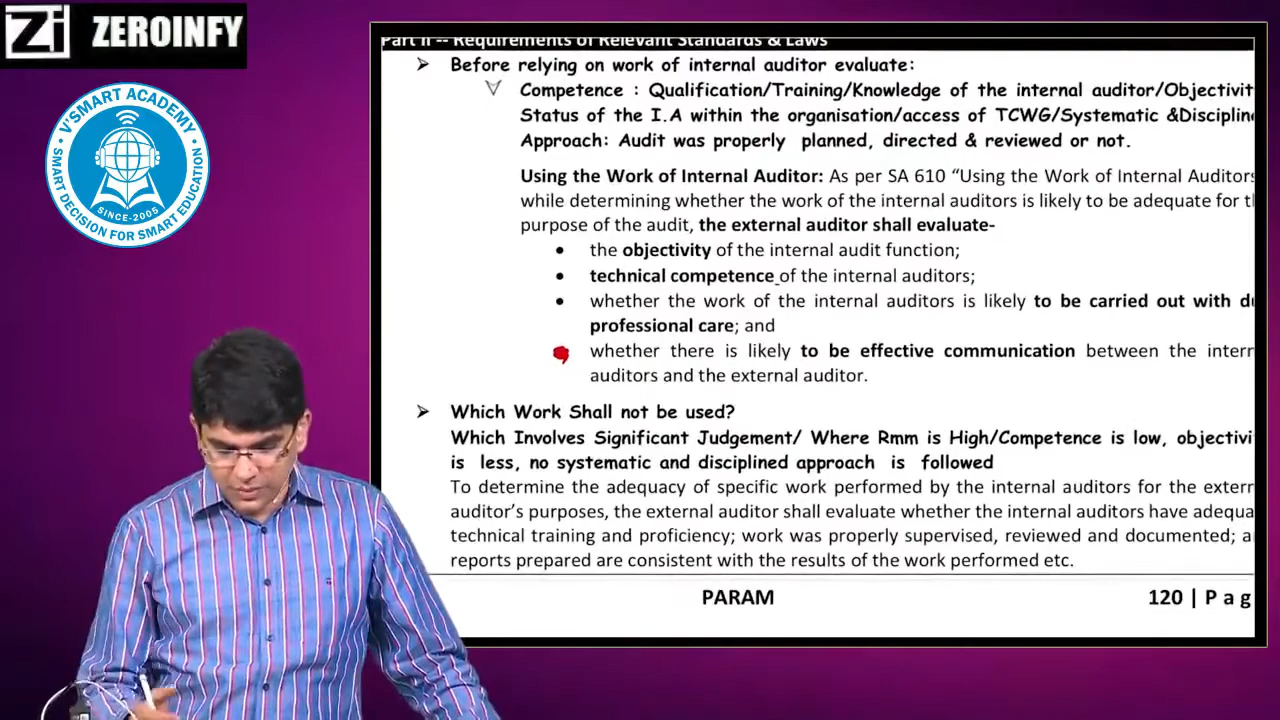 Zi ZEROINFY
V'SMART ACADEMY
SINCE-2005
SMART DECISION FOR SMART EDUCATION
Part II -- Requirements of Relevant Standards & Laws
➢ Before relying on work of internal auditor evaluate:
Competence : Qualification/Training/Knowledge of the internal auditor/Objectivit
Status of the I.A within the organisation/access of TCWG/Systematic &Discipline
Approach: Audit was properly planned, directed & reviewed or not.
Using the Work of Internal Auditor: As per SA 610 “Using the Work of Internal Auditors
while determining whether the work of the internal auditors is likely to be adequate for t
purpose of the audit, the external auditor shall evaluate-
• the objectivity of the internal audit function;
• technical competence of the internal auditors;
• whether the work of the internal auditors is likely to be carried out with du
professional care; and
whether there is likely to be effective communication between the intern
auditors and the external auditor.
➢ Which Work Shall not be used?
Which Involves Significant Judgement/ Where Rmm is High/Competence is low, objectivi
is less, no systematic and disciplined approach is followed
To determine the adequacy of specific work performed by the internal auditors for the extern
auditor’s purposes, the external auditor shall evaluate whether the internal auditors have adequa
technical training and proficiency; work was properly supervised, reviewed and documented; a
reports prepared are consistent with the results of the work performed etc.
PARAM
120 | P a g